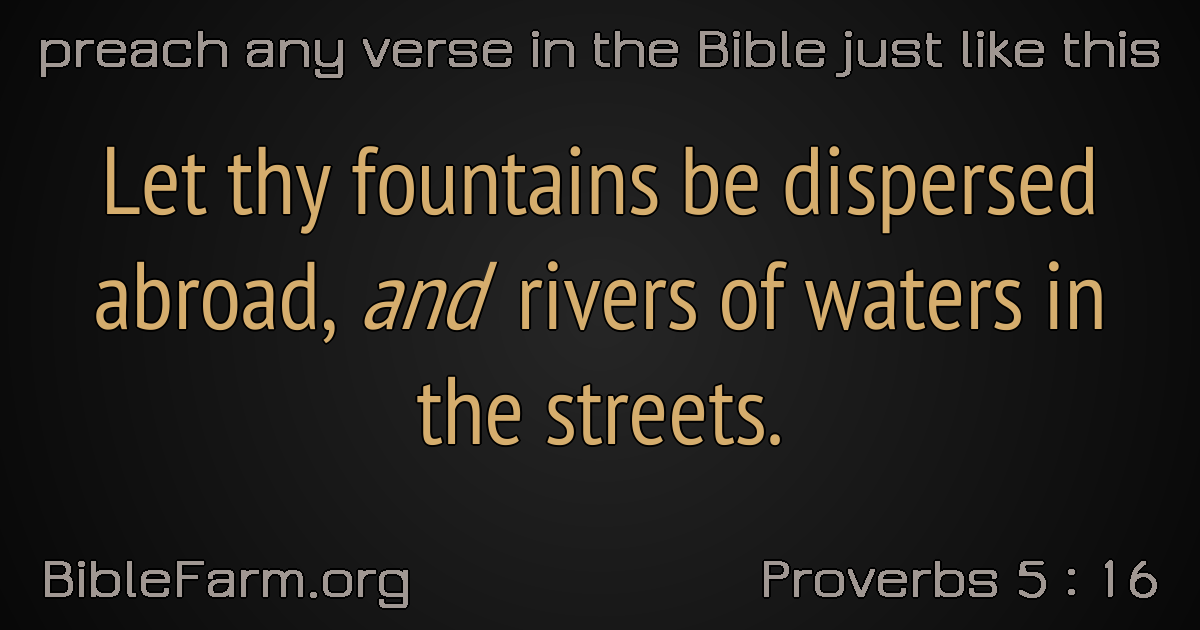 preach any verse in the Bible just like this
Let thy fountains be dispersed
abroad, and rivers of waters in
the streets.
BibleFarm.org
Proverbs 5 : 16